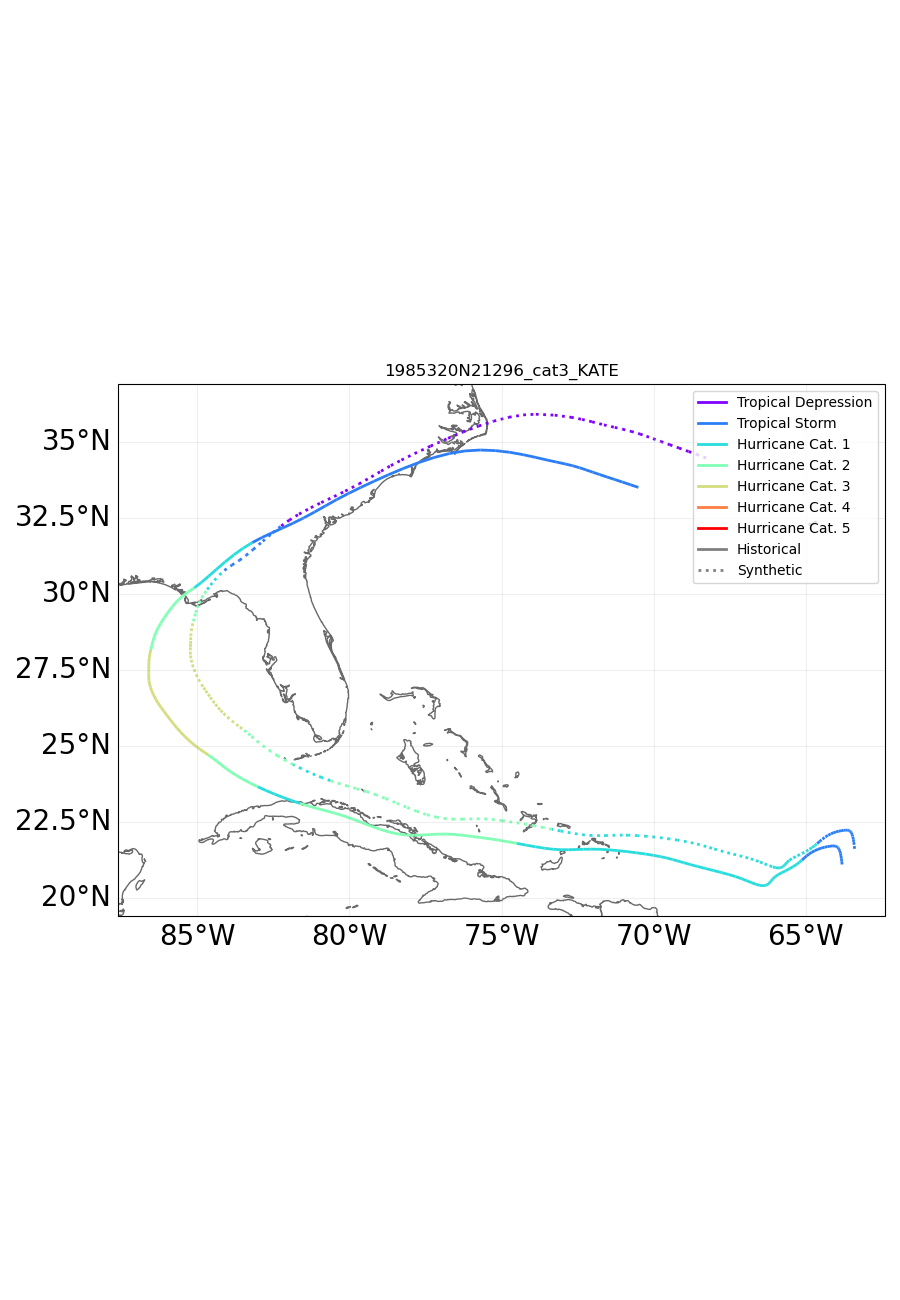 1985320N21296_cat3_KATE
Tropical Depression
Tropical Storm
Hurricane Cat. 1
Hurricane Cat. 2
Hurricane Cat. 3
Hurricane Cat. 4
Hurricane Cat. 5
Historical
Synthetic
35°N
32.5°N
30°N
27.5°N
25°N
22.5°N
20°N
85°W 80°W 75°W 70°W 65°W